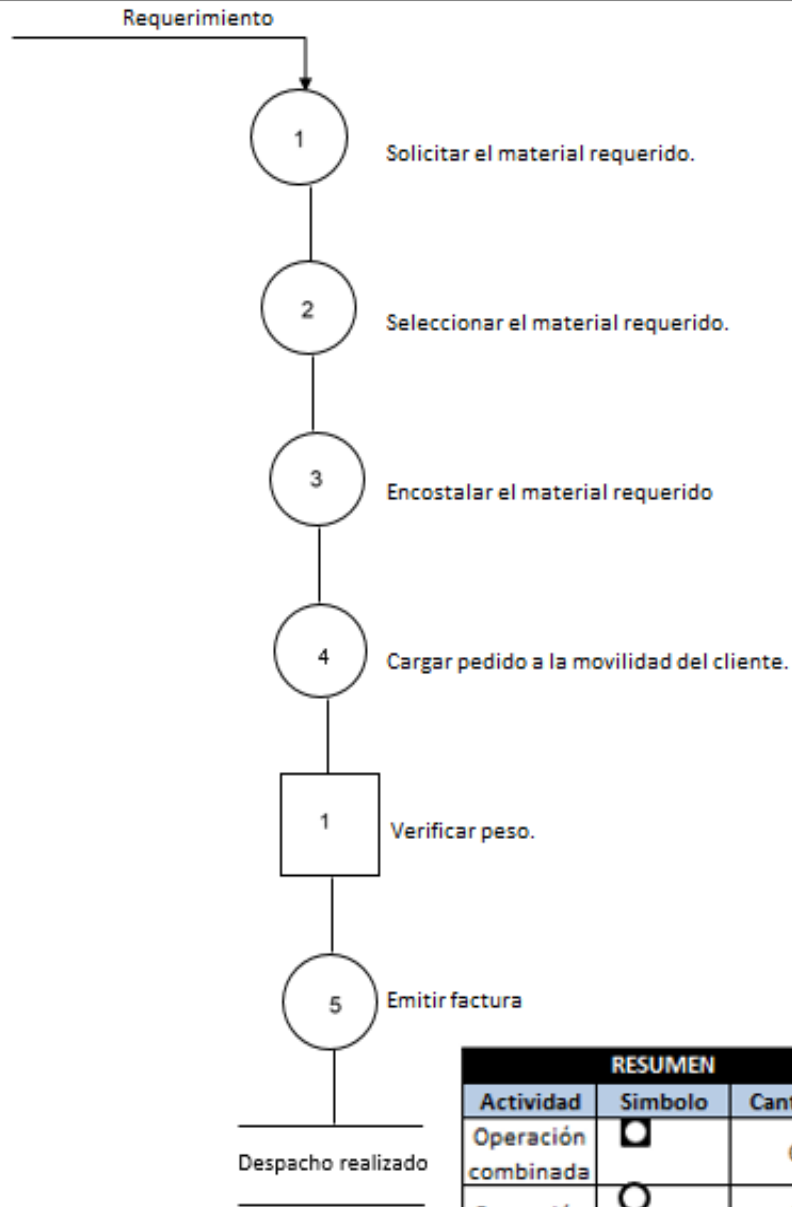 Requerimiento
1
Solicitar el material requerido.
2
Seleccionar el material requerido.
3
Encostalar el material requerido
4
Cargar pedido a la movilidad del cliente.
1
Verificar peso.
5
Emitir factura
Despacho realizado
RESUMEN
Actividad Simbolo Cant
Operación
combinada